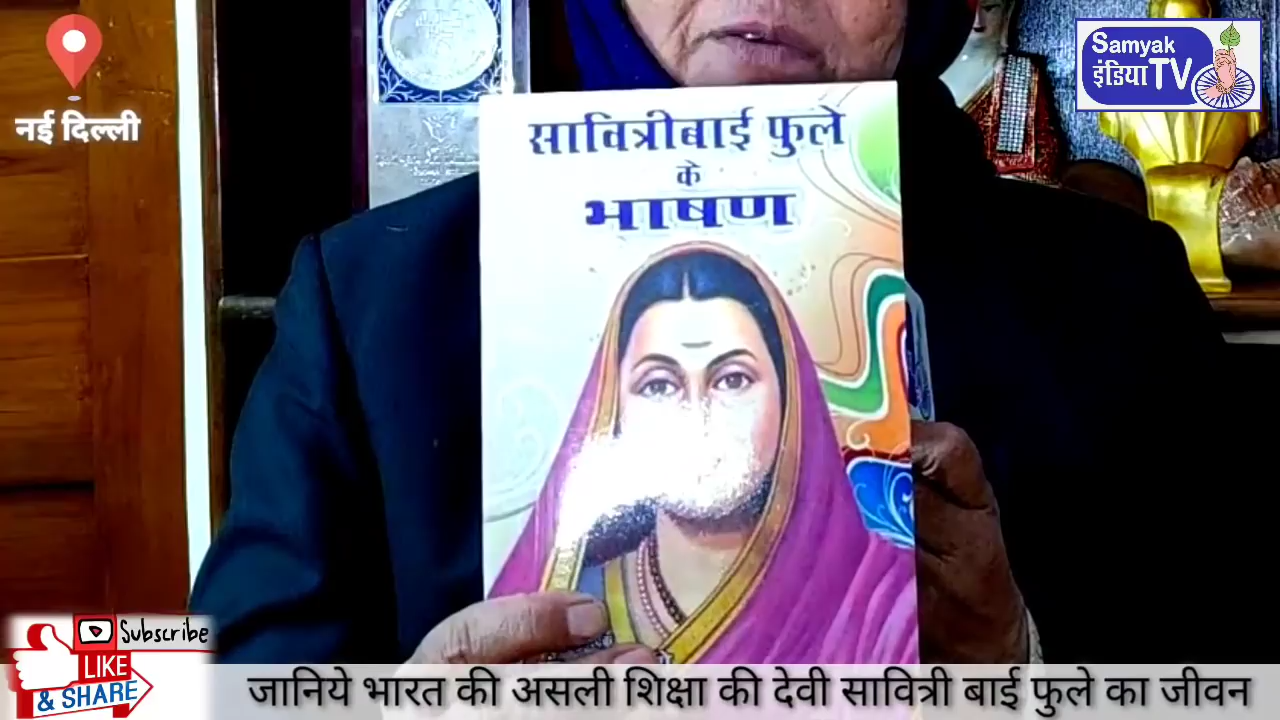 नई दिल्ली
Samyak
इंडिया TV
सावित्रीबाई फुले
के
भाषण
Subscribe
LIKE
& SHARE
जानिये भारत की असली शिक्षा की देवी सावित्री बाई फुले का जीवन